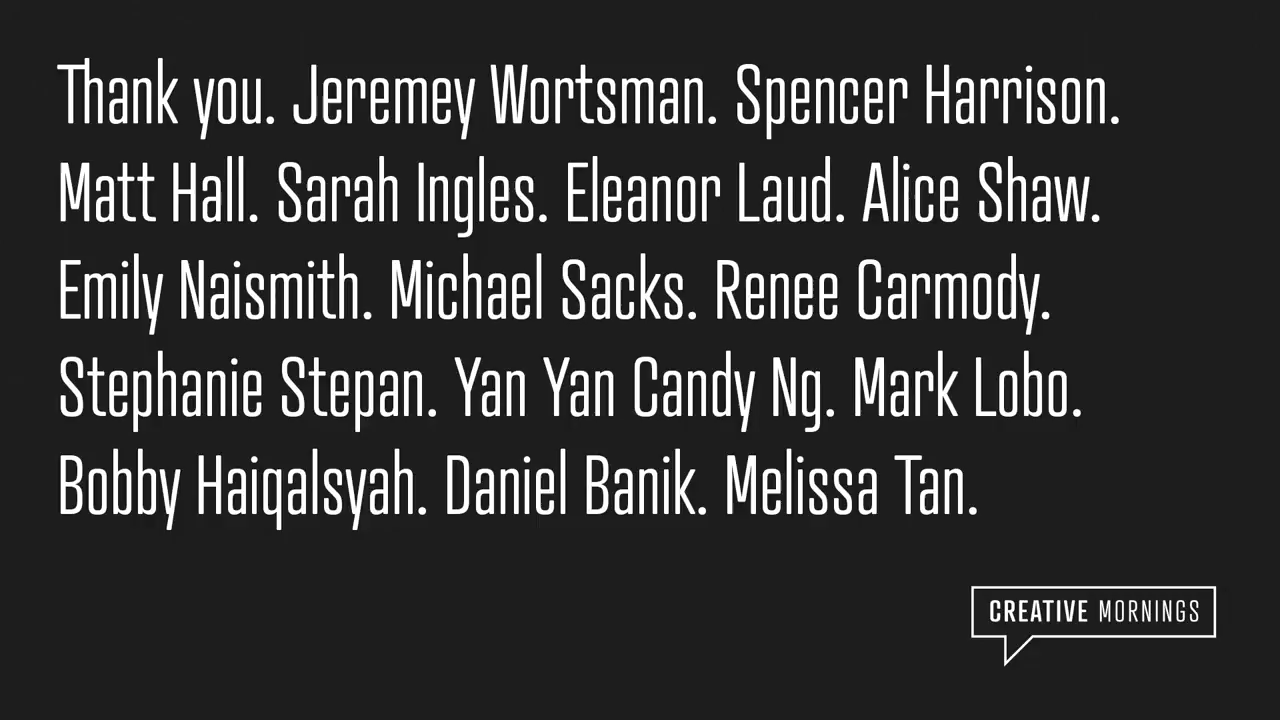 Thank you. Jeremey Wortsman. Spencer Harrison.
Matt Hall. Sarah Ingles. Eleanor Laud. Alice Shaw.
Emily Naismith. Michael Sacks. Renee Carmody.
Stephanie Stepan. Yan Yan Candy Ng. Mark Lobo.
Bobby Haiqalsyah. Daniel Banik. Melissa Tan.
CREATIVE MORNINGS